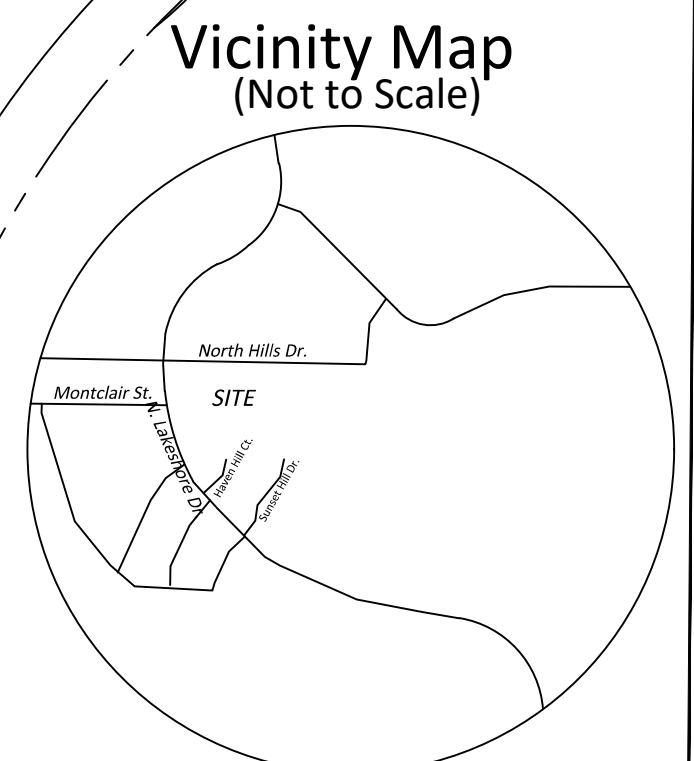 Vicinity Map
(Not to Scale)
North Hills Dr.
Montclair St.
SITE
N. Lakeshore Dr
Haven Hill Ct.
Sunset Hill Dr.